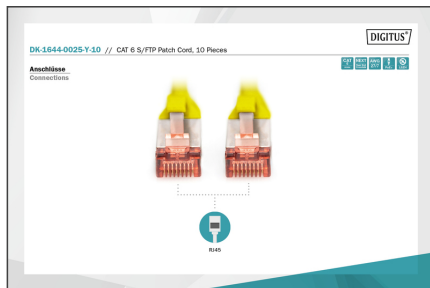 DIGITUS®
DK-1644-0025-Y-10 // CAT 6 S/FTP Patch Cord, 10 Pieces
Anschlüsse
Connections
RJ45